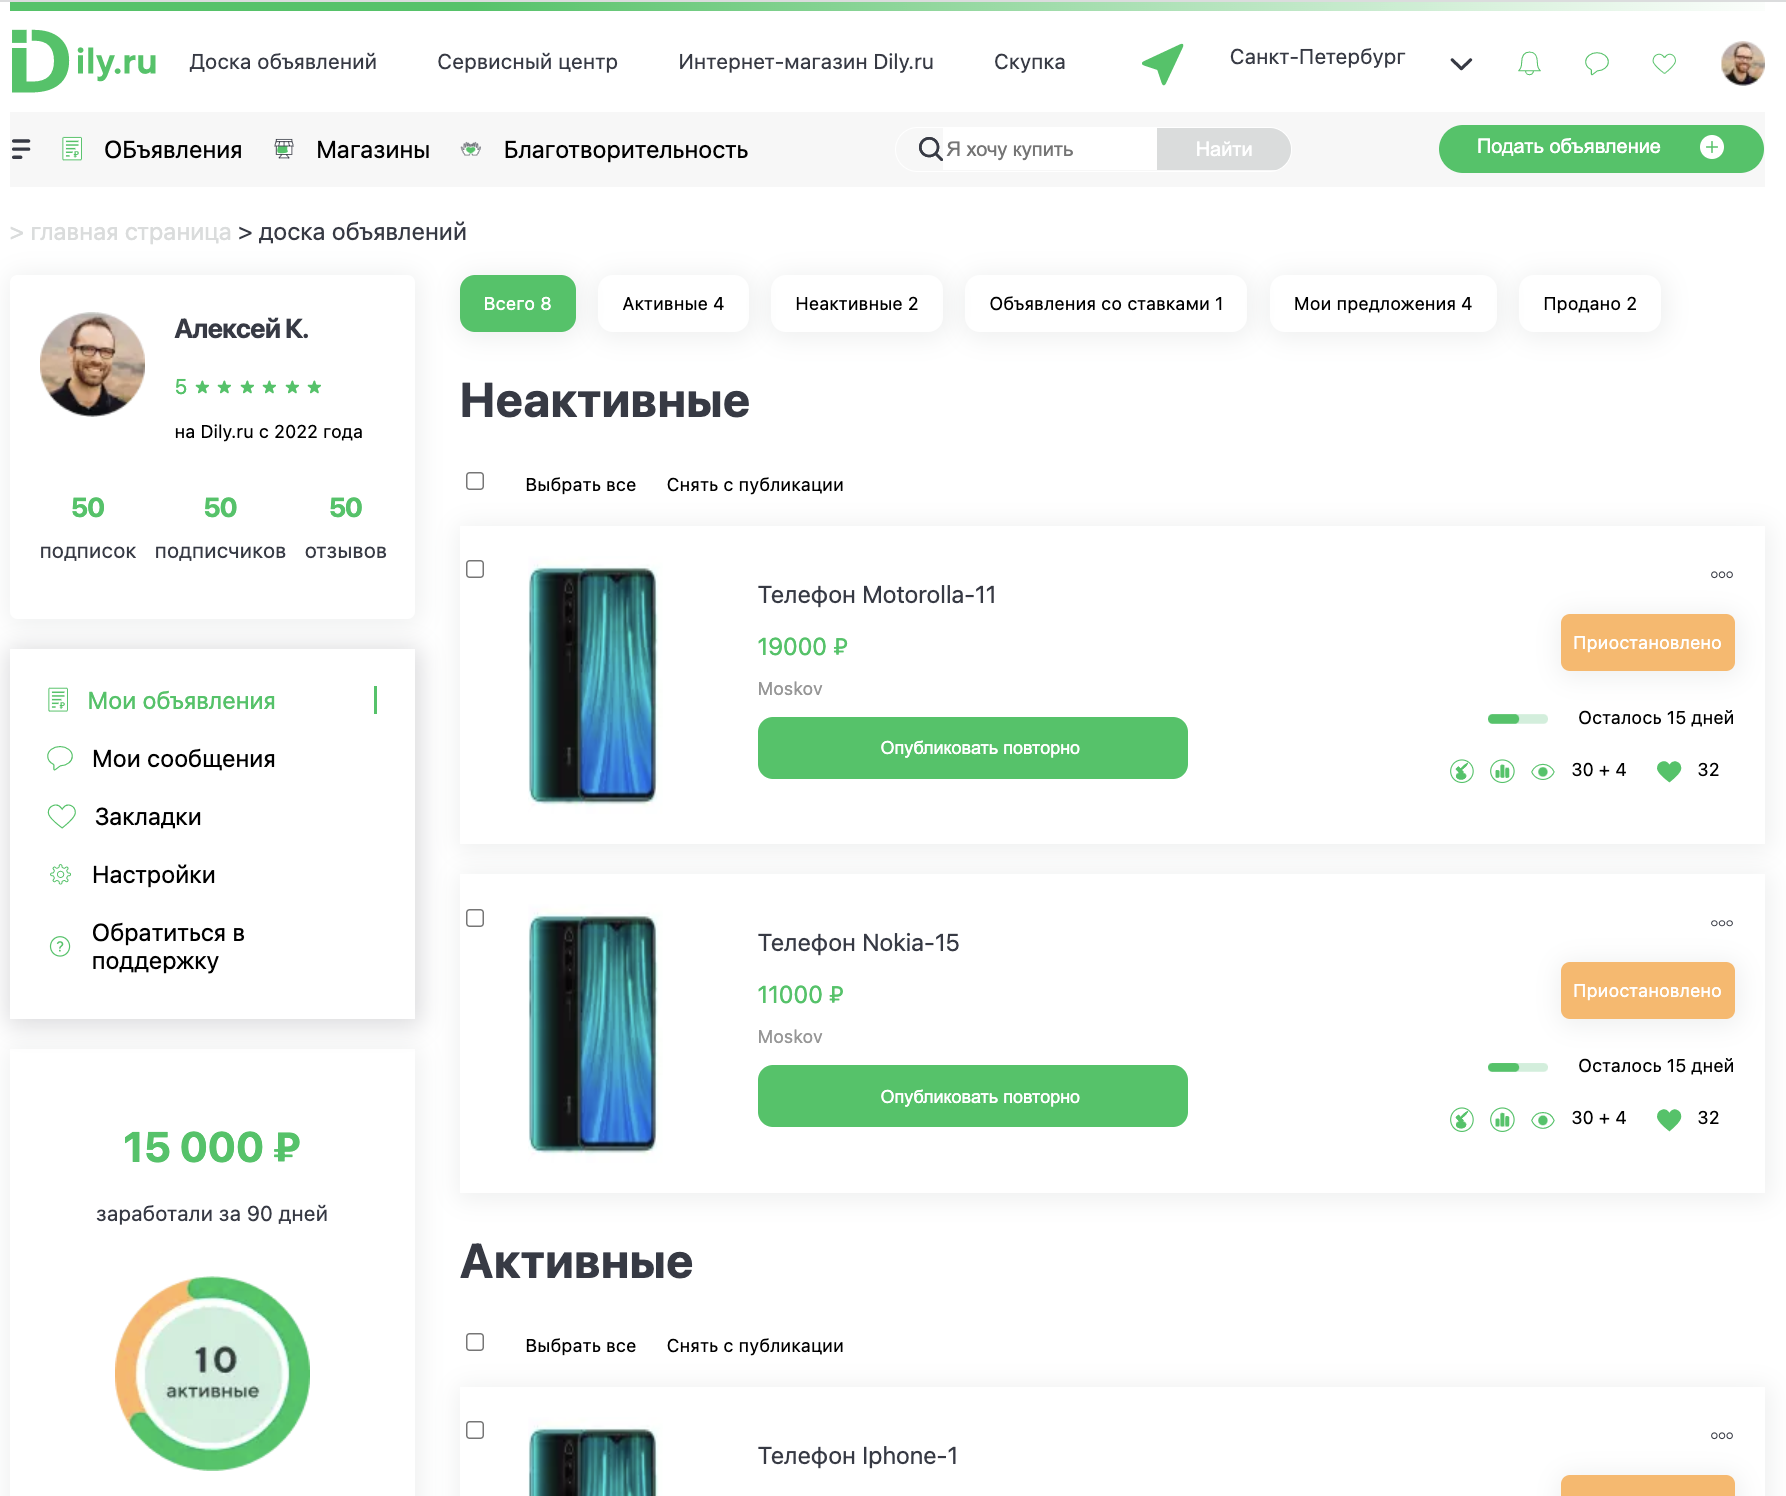 Dily.ru
Доска объявлений
Сервисный центр
Интернет-магазин Dily.ru
Скупка
Санкт-Петербург
Объявления
Магазины
Благотворительность
Я хочу купить
Найти
Подать объявление
> главная страница > доска объявлений
Алексей К.
5
на Dily.ru с 2022 года
50
50
50
подписок
подписчиков
отзывов
Мои объявления
Мои сообщения
Закладки
Настройки
Обратиться в
поддержку
15 000 ₽
заработали за 90 дней
10
активные
Всего 8
Активные 4
Неактивные 2
Объявления со ставками 1
Мои предложения 4
Продано 2
Неактивные
Выбрать все
Снять с публикации
Телефон Motorolla-11
19000 ₽
Moskov
Опубликовать повторно
Приостановлено
Осталось 15 дней
30 + 4
32
Телефон Nokia-15
11000 ₽
Moskov
Опубликовать повторно
Приостановлено
Осталось 15 дней
30 + 4
32
Активные
Выбрать все
Снять с публикации
Телефон Iphone-1